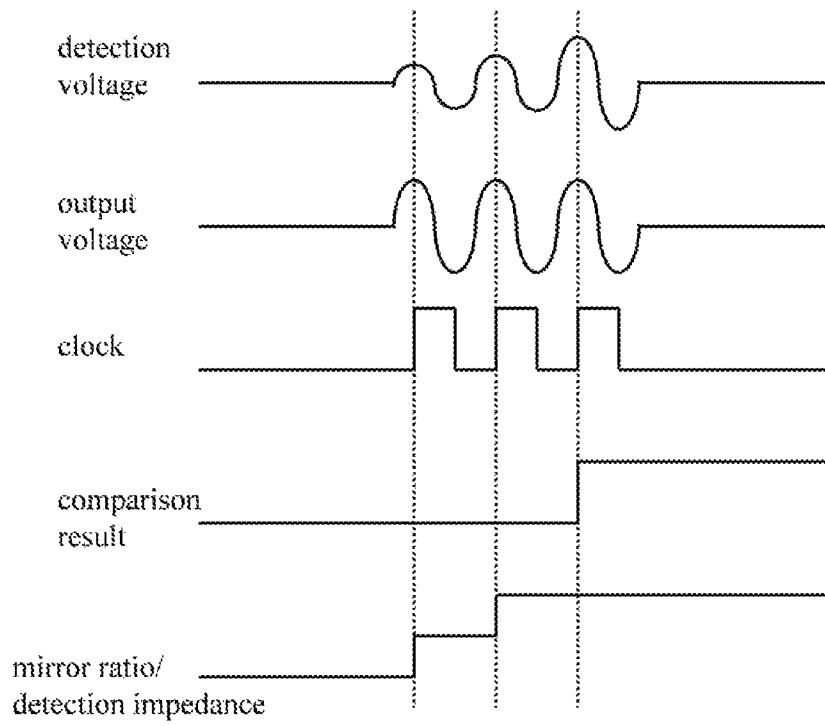 detection
voltage
output
voltage
clock
comparison
result
mirror ratio/
detection impedance